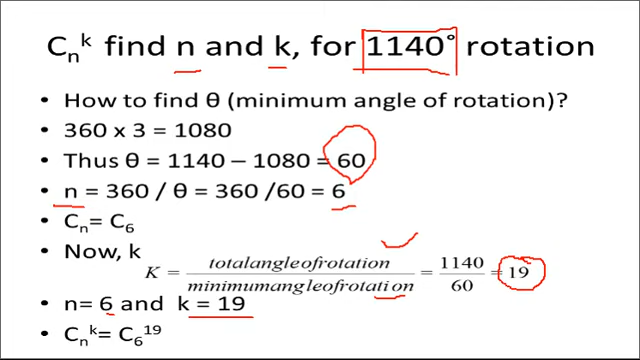 Cₙᵏ find n and k, for 1140° rotation
• How to find θ (minimum angle of rotation)?
• 360 x 3 = 1080
• Thus θ = 1140 – 1080 = 60
• n = 360 / θ = 360 /60 = 6
• Cₙ= C₆
• Now, k
K = totalangleofrotation / minimumangleofrotation = 1140 / 60 = 19
• n= 6 and k = 19
• Cₙᵏ= C₆¹⁹